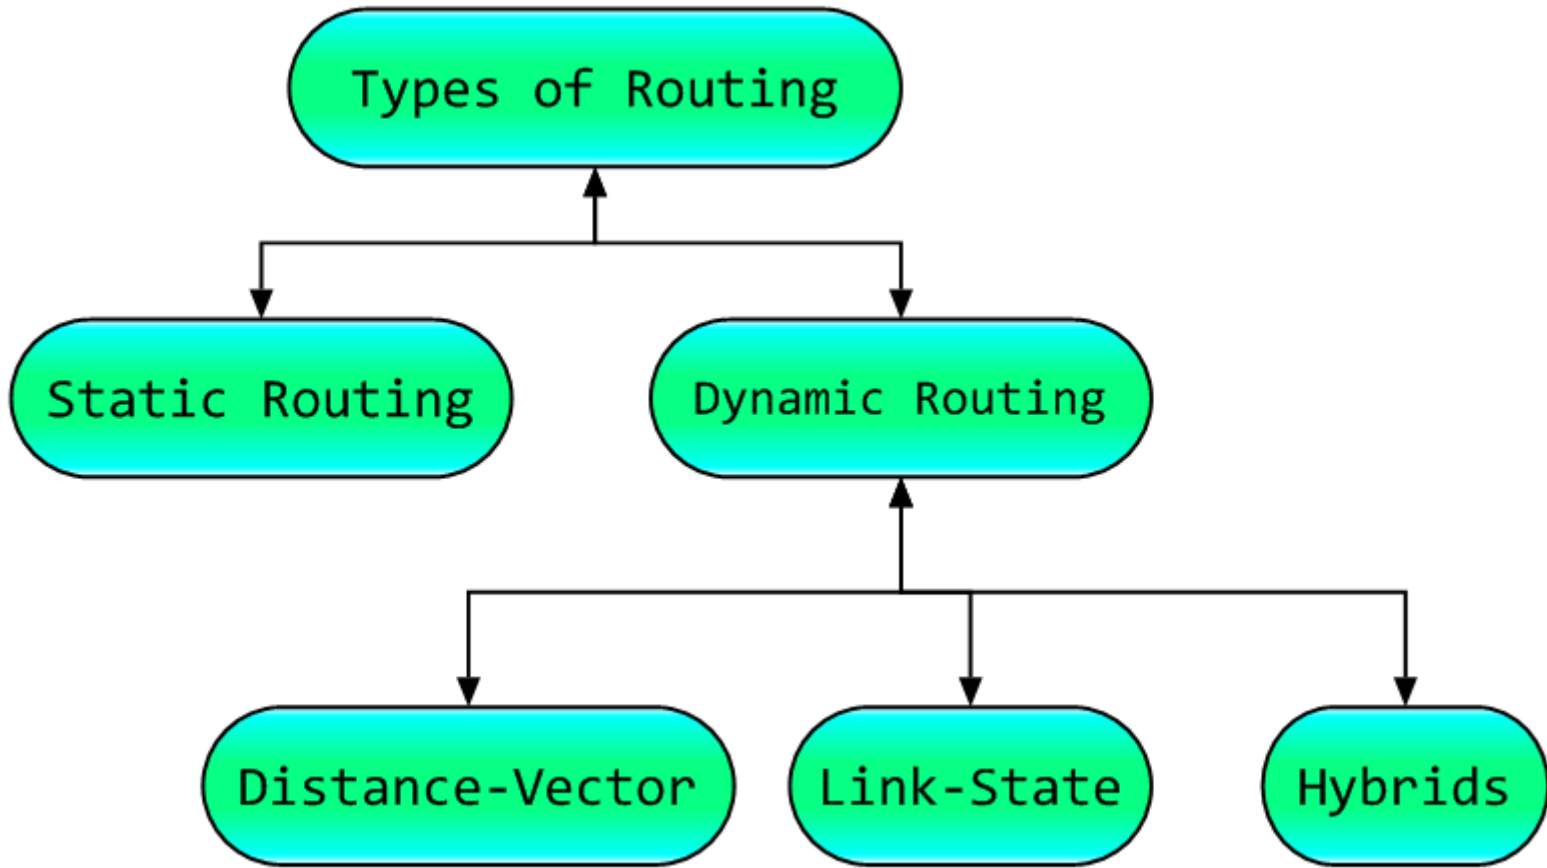 Types of Routing
Static Routing
Dynamic Routing
Distance-Vector
Link-State
Hybrids